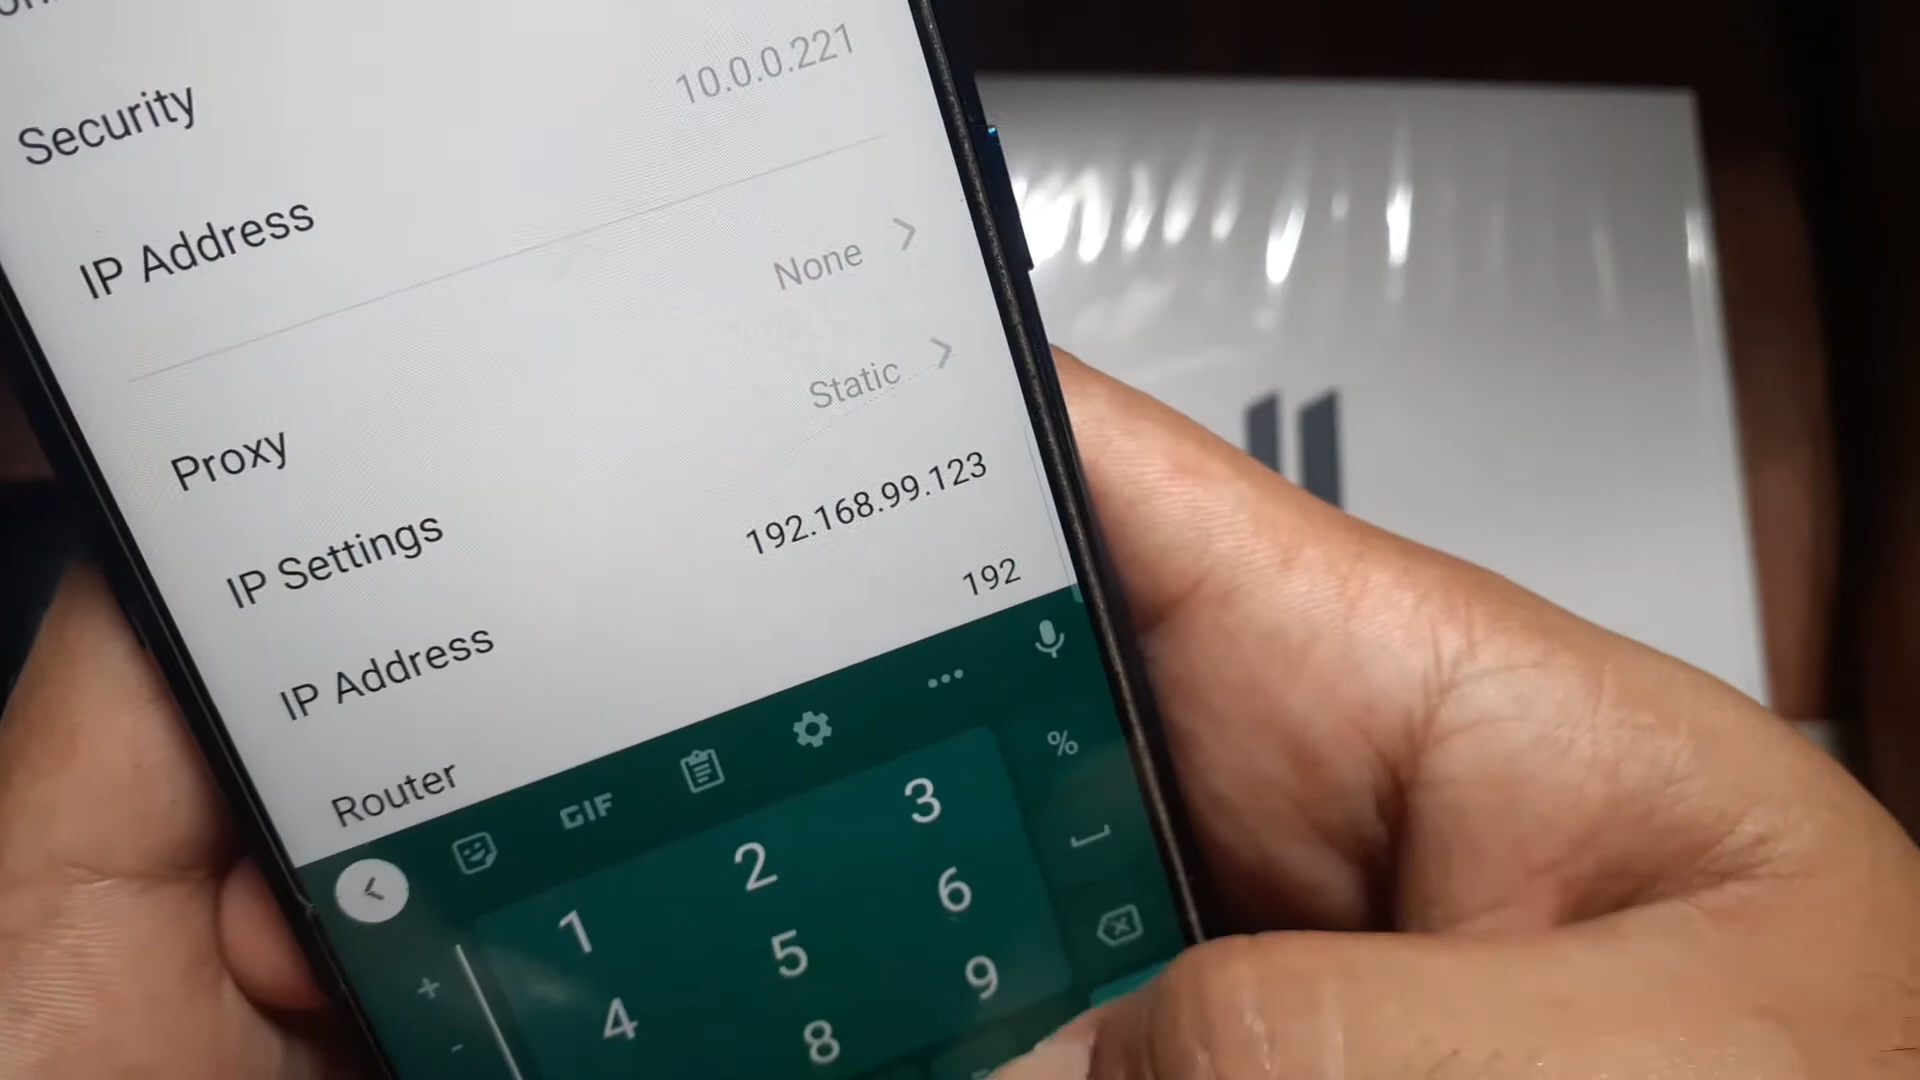 Security
10.0.0.221
IP Address
None
Proxy
Static
IP Settings
192.168.99.123
IP Address
192
Router
GIF
%
1 2 3
+
4 5 6
-
8 9